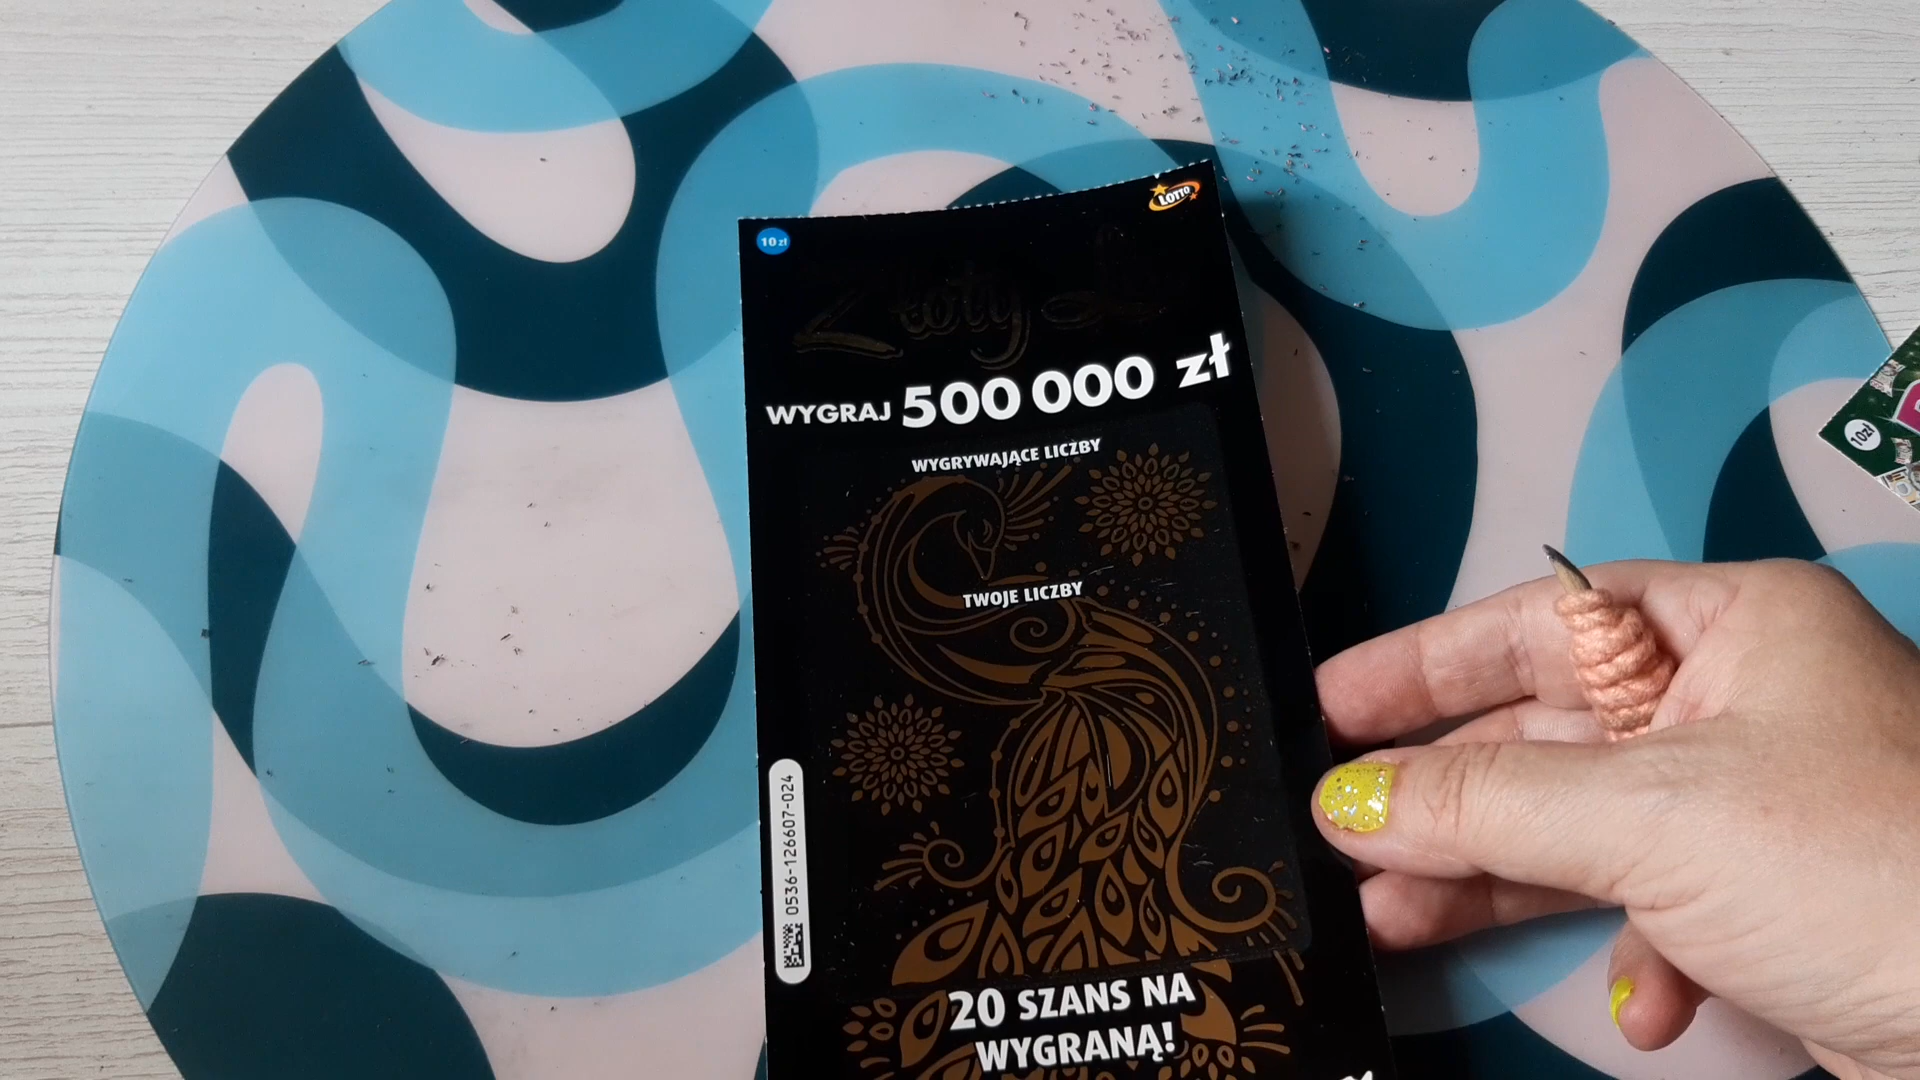 LOTTO
10 zł
Złoty
WYGRAJ 500 000 zł
WYGRYWAJĄCE LICZBY
TWOJE LICZBY
0536-126607-024
20 SZANS NA
WYGRANĄ!
10zł